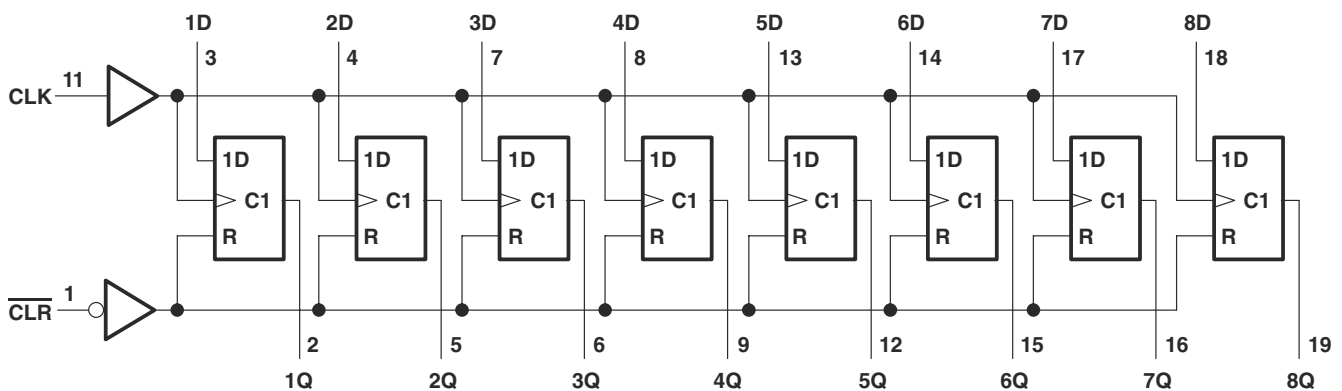 1D 2D 3D 4D 5D 6D 7D 8D
3 4 7 8 13 14 17 18
CLK 11
1D 1D 1D 1D 1D 1D 1D 1D
C1 C1 C1 C1 C1 C1 C1 C1
R R R R R R R R
CLR 1
2 5 6 9 12 15 16 19
1Q 2Q 3Q 4Q 5Q 6Q 7Q 8Q